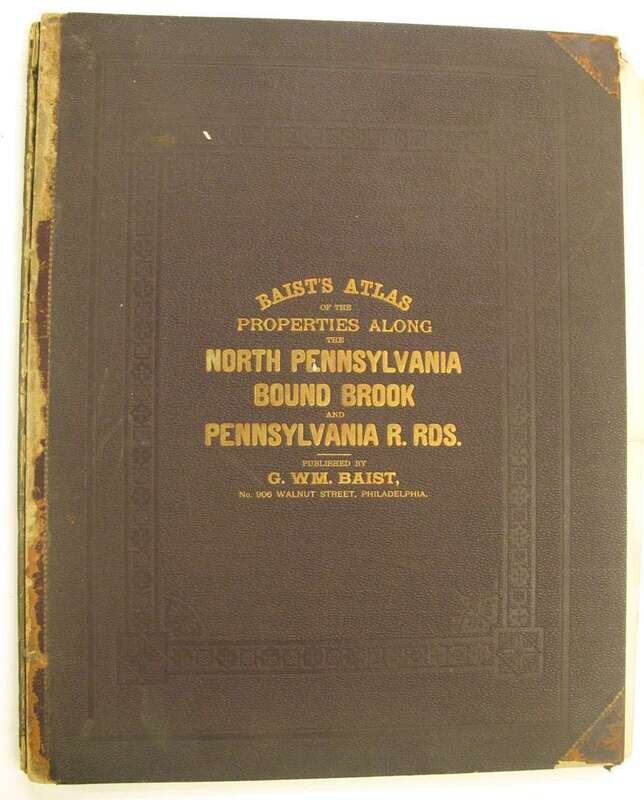 BAIST'S ATLAS
OF THE
PROPERTIES ALONG
THE
NORTH PENNSYLVANIA
BOUND BROOK
AND
PENNSYLVANIA R. RDS.
PUBLISHED BY
G. WM. BAIST,
No. 906 WALNUT STREET, PHILADELPHIA.